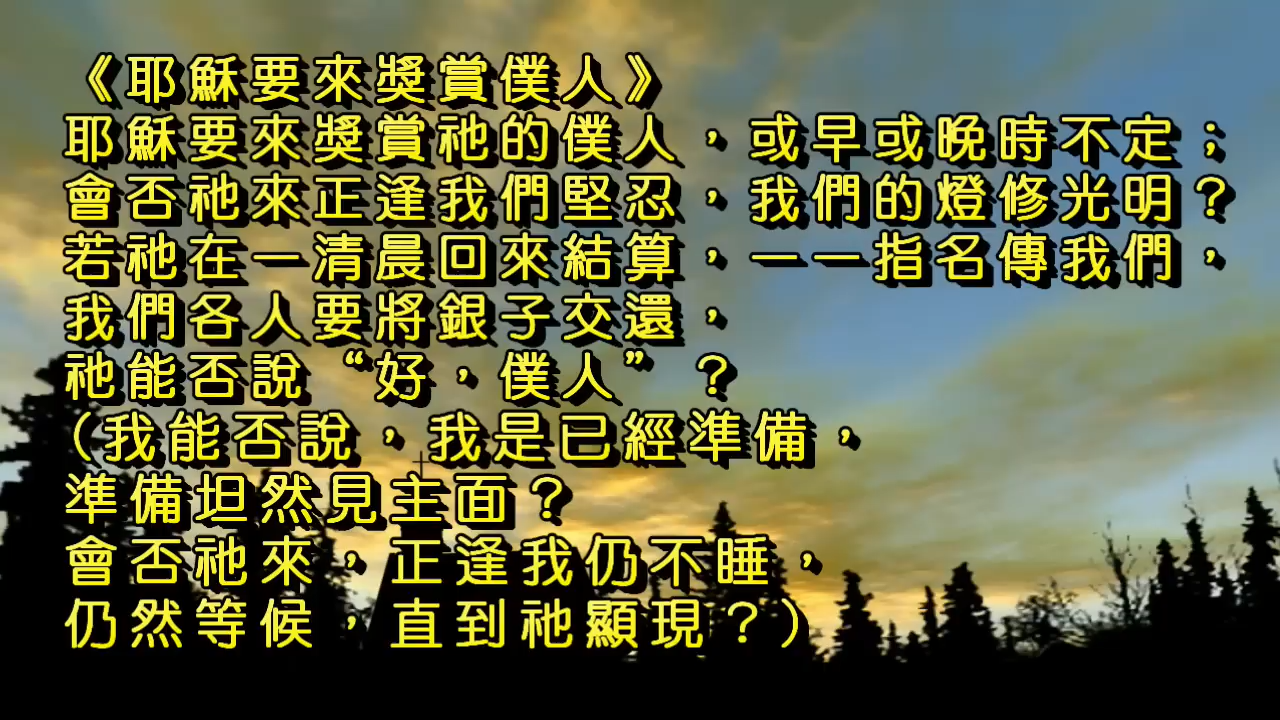 《耶穌要來獎賞僕人》
耶穌要來獎賞祂的僕人，或早或晚時不定；
會否祂來正逢我們堅忍，我們的燈修光明？
若祂在一清晨回來結算，一一指名傳我們，
我們各人要將銀子交還，
祂能否說“好，僕人”？
（我能否說，我是已經準備，
準備坦然見主面？
會否祂來，正逢我仍不睡，
仍然等候，直到祂顯現？）